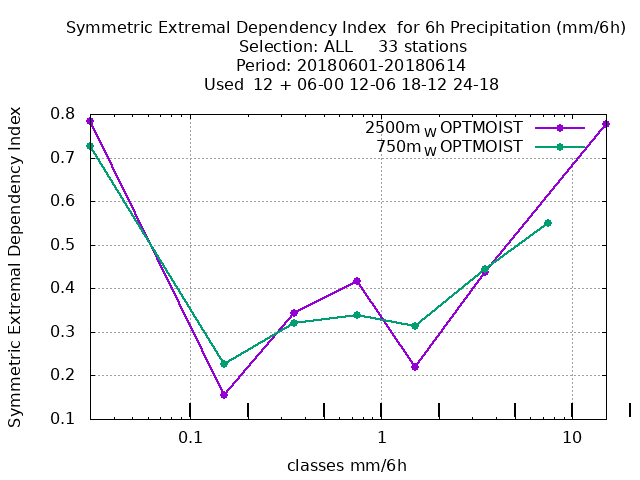 Symmetric Extremal Dependency Index for 6h Precipitation (mm/6h)
Selection: ALL 33 stations
Period: 20180601-20180614
Used 12 + 06-00 12-06 18-12 24-18
2500m W OPTMOIST
750m W OPTMOIST
Symmetric Extremal Dependency Index
0.8
0.7
0.6
0.5
0.4
0.3
0.2
0.1
0.1 1 10
classes mm/6h